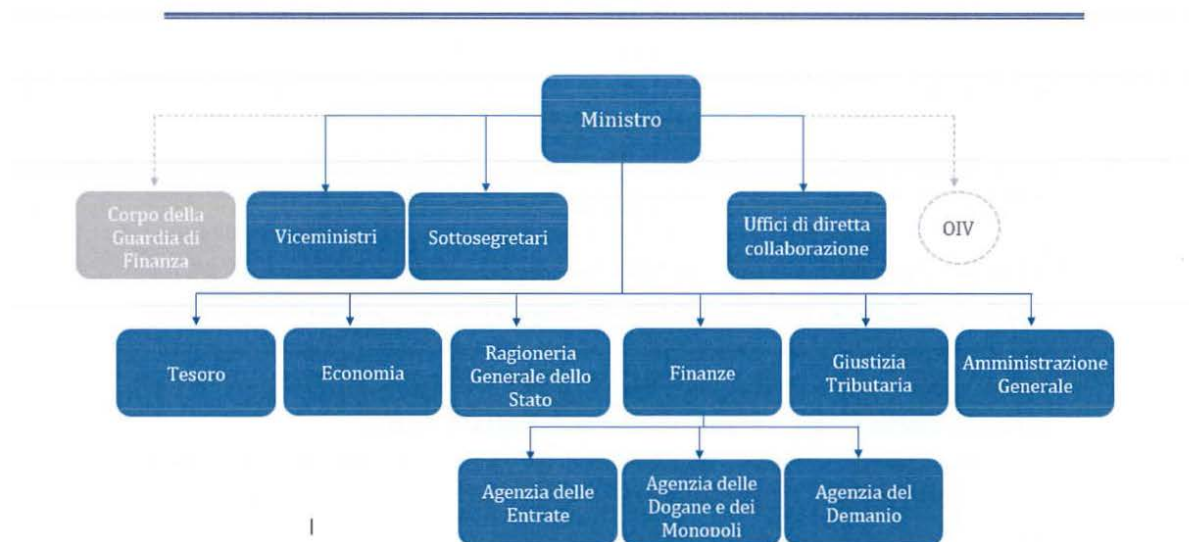 Ministro
Corpo della
Guardia di
Finanza
Viceministri
Sottosegretari
Uffici di diretta
collaborazione
OIV
Tesoro
Economia
Ragioneria
Generale dello
Stato
Finanze
Giustizia
Tributaria
Amministrazione
Generale
Agenzia delle
Entrate
Agenzia delle
Dogane e dei
Monopoli
Agenzia del
Demanio